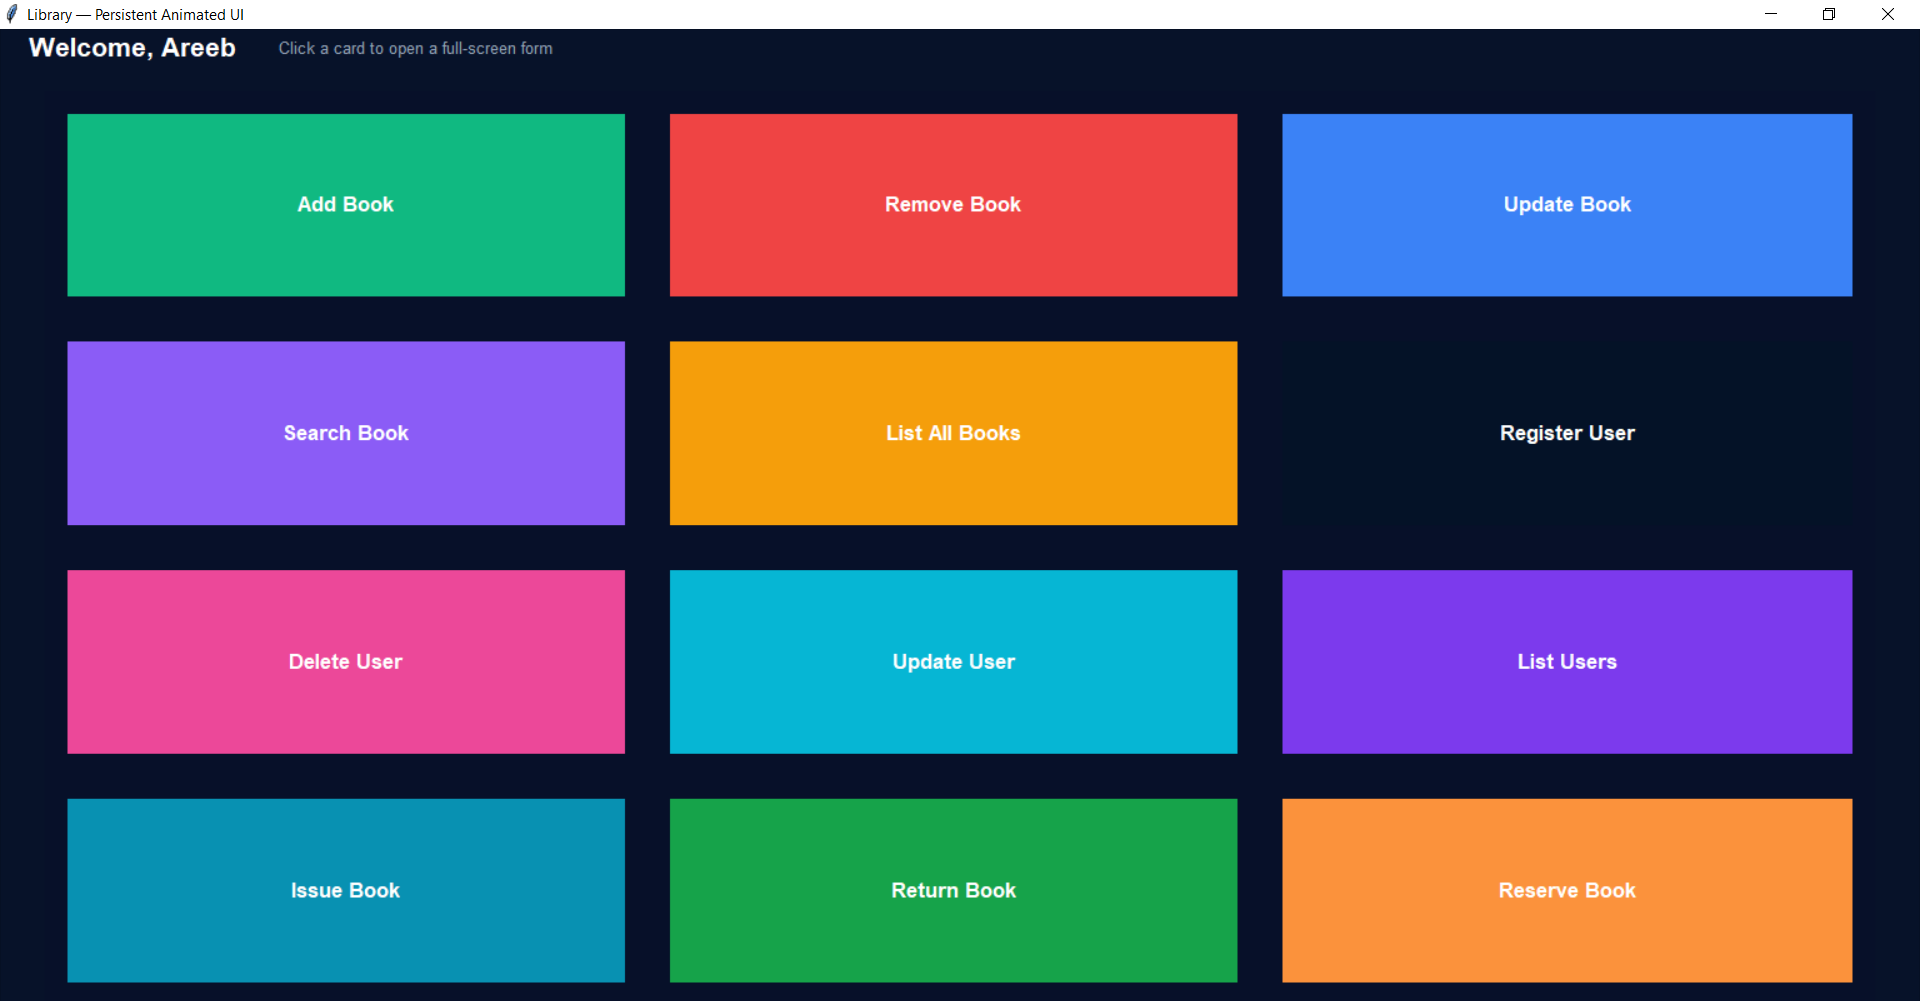 Library — Persistent Animated UI
Welcome, Areeb
Click a card to open a full-screen form
Add Book
Remove Book
Update Book
Search Book
List All Books
Register User
Delete User
Update User
List Users
Issue Book
Return Book
Reserve Book